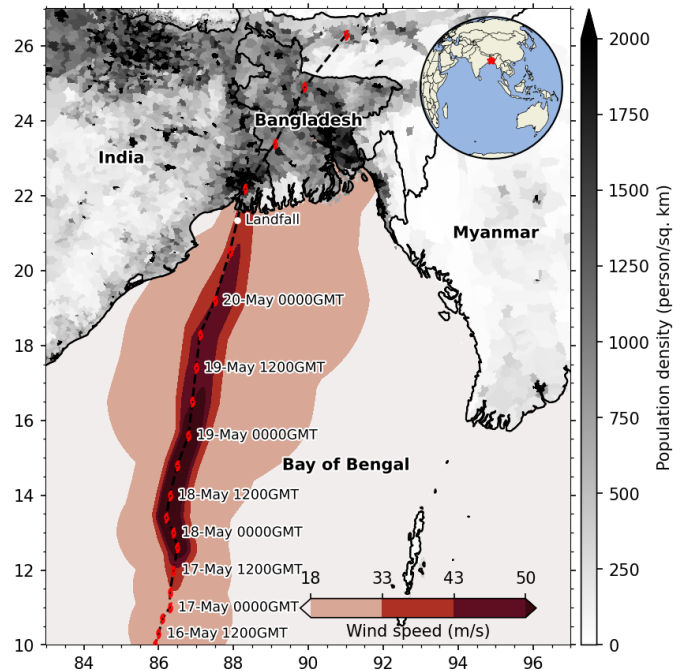 26
24
22
20
18
16
14
12
10
84
86
88
90
92
94
96
India
Bangladesh
Myanmar
Landfall
20-May 0000GMT
19-May 1200GMT
19-May 0000GMT
Bay of Bengal
18-May 1200GMT
18-May 0000GMT
17-May 1200GMT
17-May 0000GMT
16-May 1200GMT
18 33 43 50
Wind speed (m/s)
2000
1750
1500
1250
1000
750
500
250
0
Population density (person/sq. km)